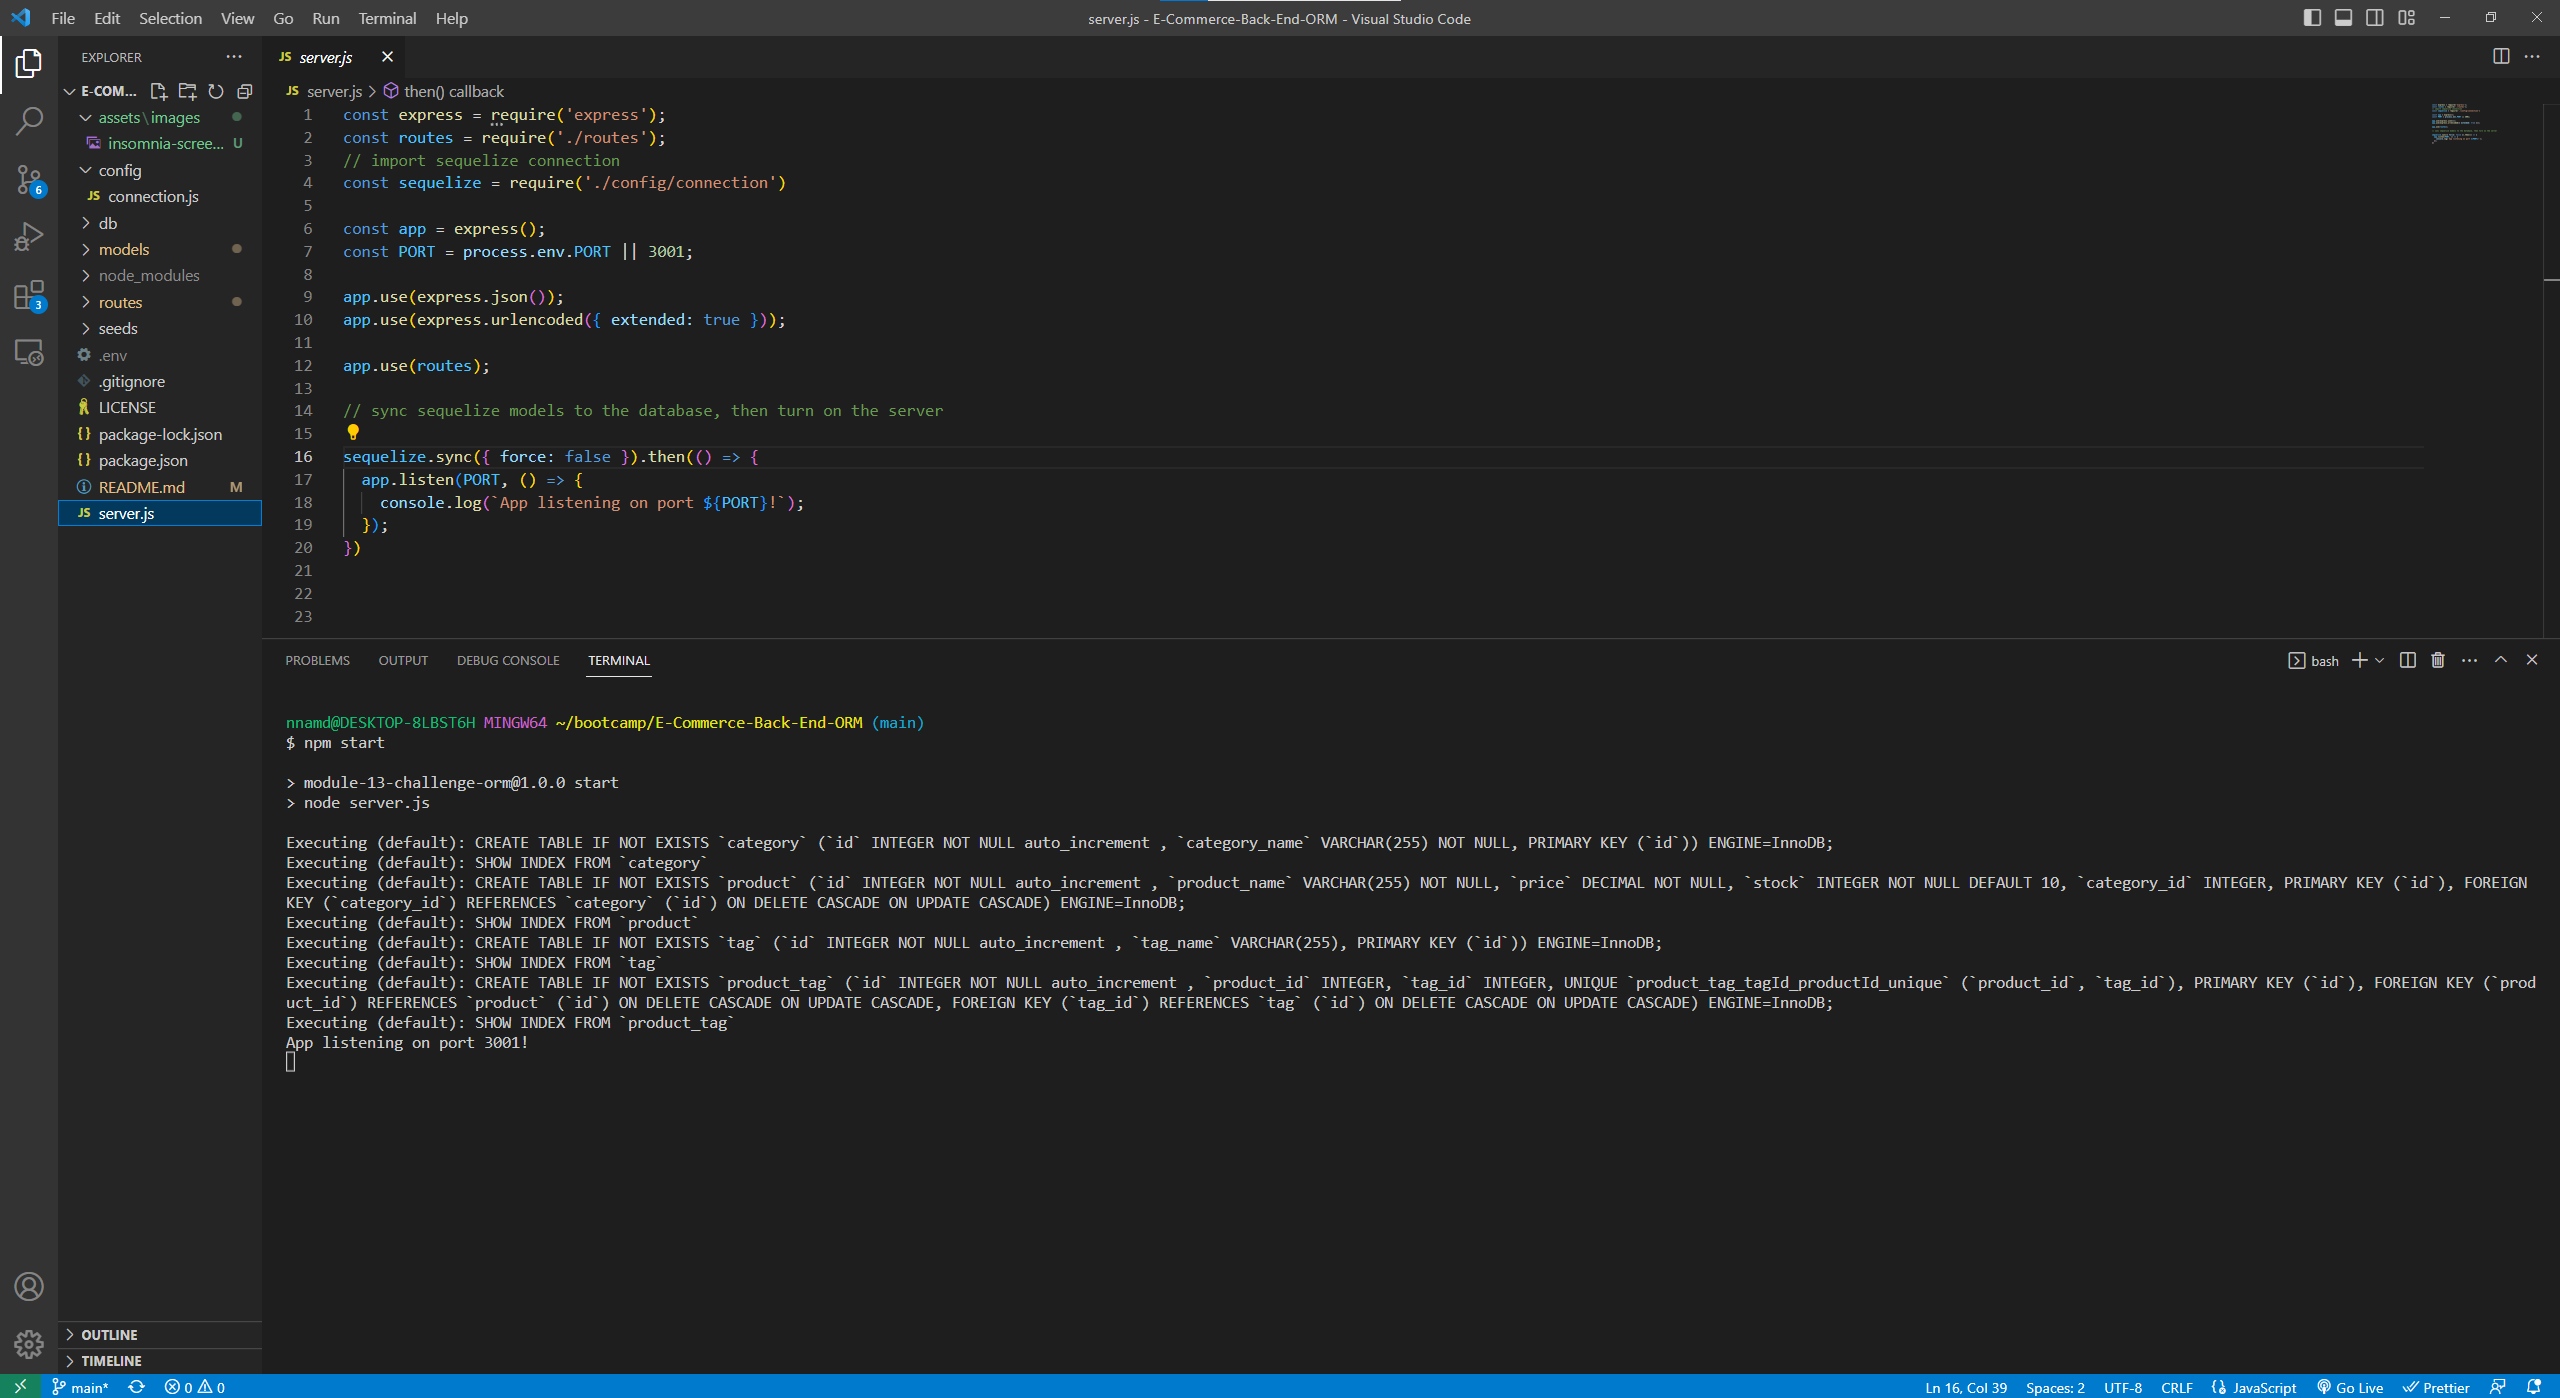 File Edit Selection View Go Run Terminal Help
server.js - E-Commerce-Back-End-ORM - Visual Studio Code
EXPLORER
E-COM...
assets\images
insomnia-scree... U
config
JS connection.js
db
models
node_modules
routes
seeds
.env
.gitignore
LICENSE
{} package-lock.json
{} package.json
README.md M
JS server.js
OUTLINE
TIMELINE
6
3
JS server.js
JS server.js > then() callback
1 const express = require('express');
2 const routes = require('./routes');
3 // import sequelize connection
4 const sequelize = require('./config/connection')
5
6 const app = express();
7 const PORT = process.env.PORT || 3001;
8
9 app.use(express.json());
10 app.use(express.urlencoded({ extended: true }));
11
12 app.use(routes);
13
14 // sync sequelize models to the database, then turn on the server
15
16 sequelize.sync({ force: false }).then(() => {
17 app.listen(PORT, () => {
18 console.log(`App listening on port ${PORT}!`);
19 });
20 })
21
22
23
PROBLEMS OUTPUT DEBUG CONSOLE TERMINAL
bash
nnamd@DESKTOP-8LBST6H MINGW64 ~/bootcamp/E-Commerce-Back-End-ORM (main)
$ npm start
> module-13-challenge-orm@1.0.0 start
> node server.js
Executing (default): CREATE TABLE IF NOT EXISTS `category` (`id` INTEGER NOT NULL auto_increment , `category_name` VARCHAR(255) NOT NULL, PRIMARY KEY (`id`)) ENGINE=InnoDB;
Executing (default): SHOW INDEX FROM `category`
Executing (default): CREATE TABLE IF NOT EXISTS `product` (`id` INTEGER NOT NULL auto_increment , `product_name` VARCHAR(255) NOT NULL, `price` DECIMAL NOT NULL, `stock` INTEGER NOT NULL DEFAULT 10, `category_id` INTEGER, PRIMARY KEY (`id`), FOREIGN
KEY (`category_id`) REFERENCES `category` (`id`) ON DELETE CASCADE ON UPDATE CASCADE) ENGINE=InnoDB;
Executing (default): SHOW INDEX FROM `product`
Executing (default): CREATE TABLE IF NOT EXISTS `tag` (`id` INTEGER NOT NULL auto_increment , `tag_name` VARCHAR(255), PRIMARY KEY (`id`)) ENGINE=InnoDB;
Executing (default): SHOW INDEX FROM `tag`
Executing (default): CREATE TABLE IF NOT EXISTS `product_tag` (`id` INTEGER NOT NULL auto_increment , `product_id` INTEGER, `tag_id` INTEGER, UNIQUE `product_tag_tagId_productId_unique` (`product_id`, `tag_id`), PRIMARY KEY (`id`), FOREIGN KEY (`prod
uct_id`) REFERENCES `product` (`id`) ON DELETE CASCADE ON UPDATE CASCADE, FOREIGN KEY (`tag_id`) REFERENCES `tag` (`id`) ON DELETE CASCADE ON UPDATE CASCADE) ENGINE=InnoDB;
Executing (default): SHOW INDEX FROM `product_tag`
App listening on port 3001!
main* 0 0
Ln 16, Col 39 Spaces: 2 UTF-8 CRLF JavaScript Go Live Prettier